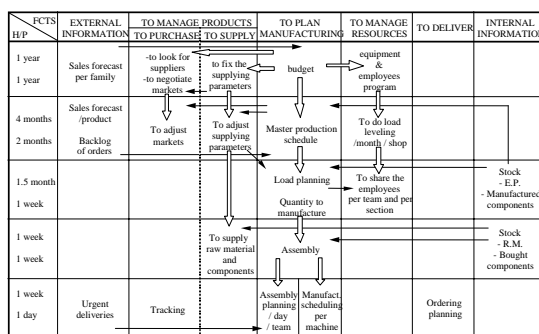 FCTS
H/P
EXTERNAL
INFORMATION
TO MANAGE PRODUCTS
TO PURCHASE
TO SUPPLY
TO PLAN
MANUFACTURING
TO MANAGE
RESOURCES
TO DELIVER
INTERNAL
INFORMATION
1 year
1 year
Sales forecast
per family
-to look for
suppliers
-to negotiate
markets
to fix the
supplying
parameters
budget
equipment
&
employees
program
4 months
2 months
Sales forecast
/product
Backlog
of orders
To adjust
markets
To adjust
supplying
parameters
Master production
schedule
To do load
leveling
/month / shop
1.5 month
1 week
Load planning
Quantity to
manufacture
To share the
employees
per team and per
section
Stock
- E.P.
- Manufactured
components
1 week
1 week
To supply
raw material
and
components
Assembly
Stock
- R.M.
- Bought
components
1 week
1 day
Urgent
deliveries
Tracking
Assembly
planning
/ day
/ team
Manufact.
scheduling
per
machine
Ordering
planning